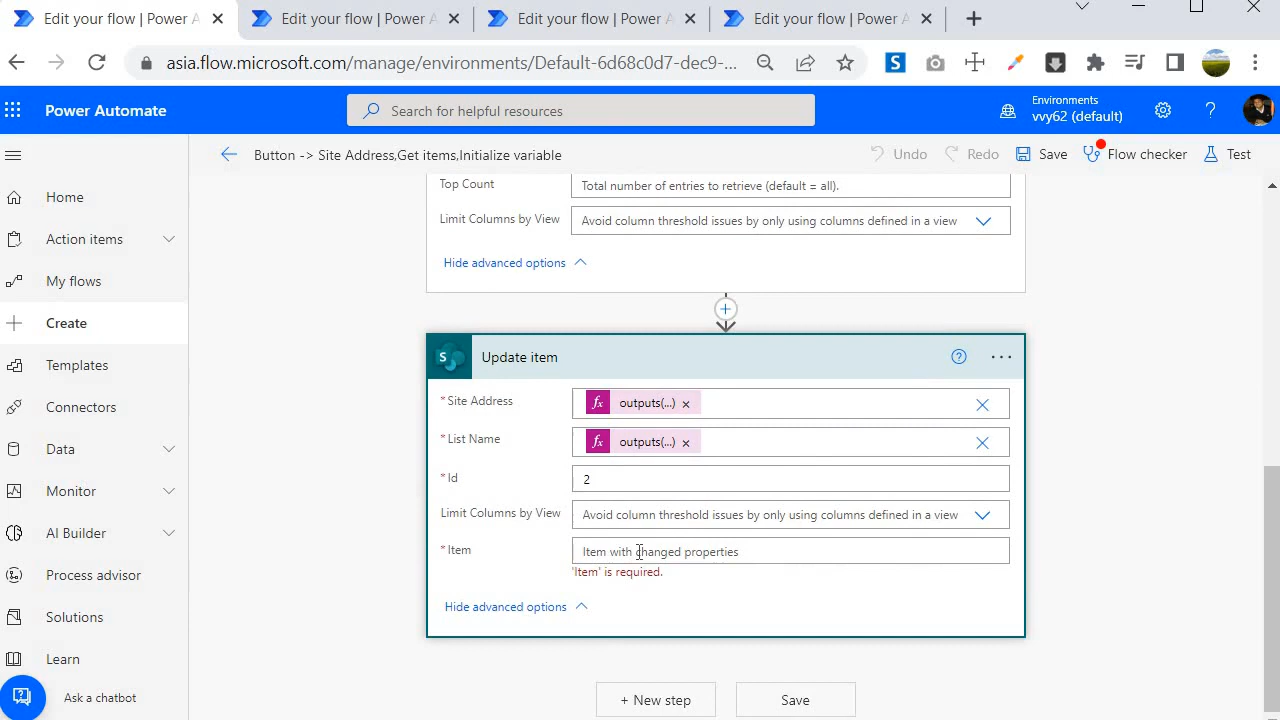 Edit your flow | Power A
Edit your flow | Power A
Edit your flow | Power A
Edit your flow | Power A
asia.flow.microsoft.com/manage/environments/Default-6d68c0d7-dec9-...
Power Automate
Search for helpful resources
Environments
vvy62 (default)
Button -> Site Address,Get items,Initialize variable
Undo
Redo
Save
Flow checker
Test
Home
Action items
My flows
Create
Templates
Connectors
Data
Monitor
AI Builder
Process advisor
Solutions
Learn
Ask a chatbot
Top Count
Total number of entries to retrieve (default = all).
Limit Columns by View
Avoid column threshold issues by only using columns defined in a view
Hide advanced options
Update item
* Site Address
fx outputs(...) ×
* List Name
fx outputs(...) ×
* Id
2
Limit Columns by View
Avoid column threshold issues by only using columns defined in a view
* Item
Item with changed properties
'Item' is required.
Hide advanced options
+ New step
Save